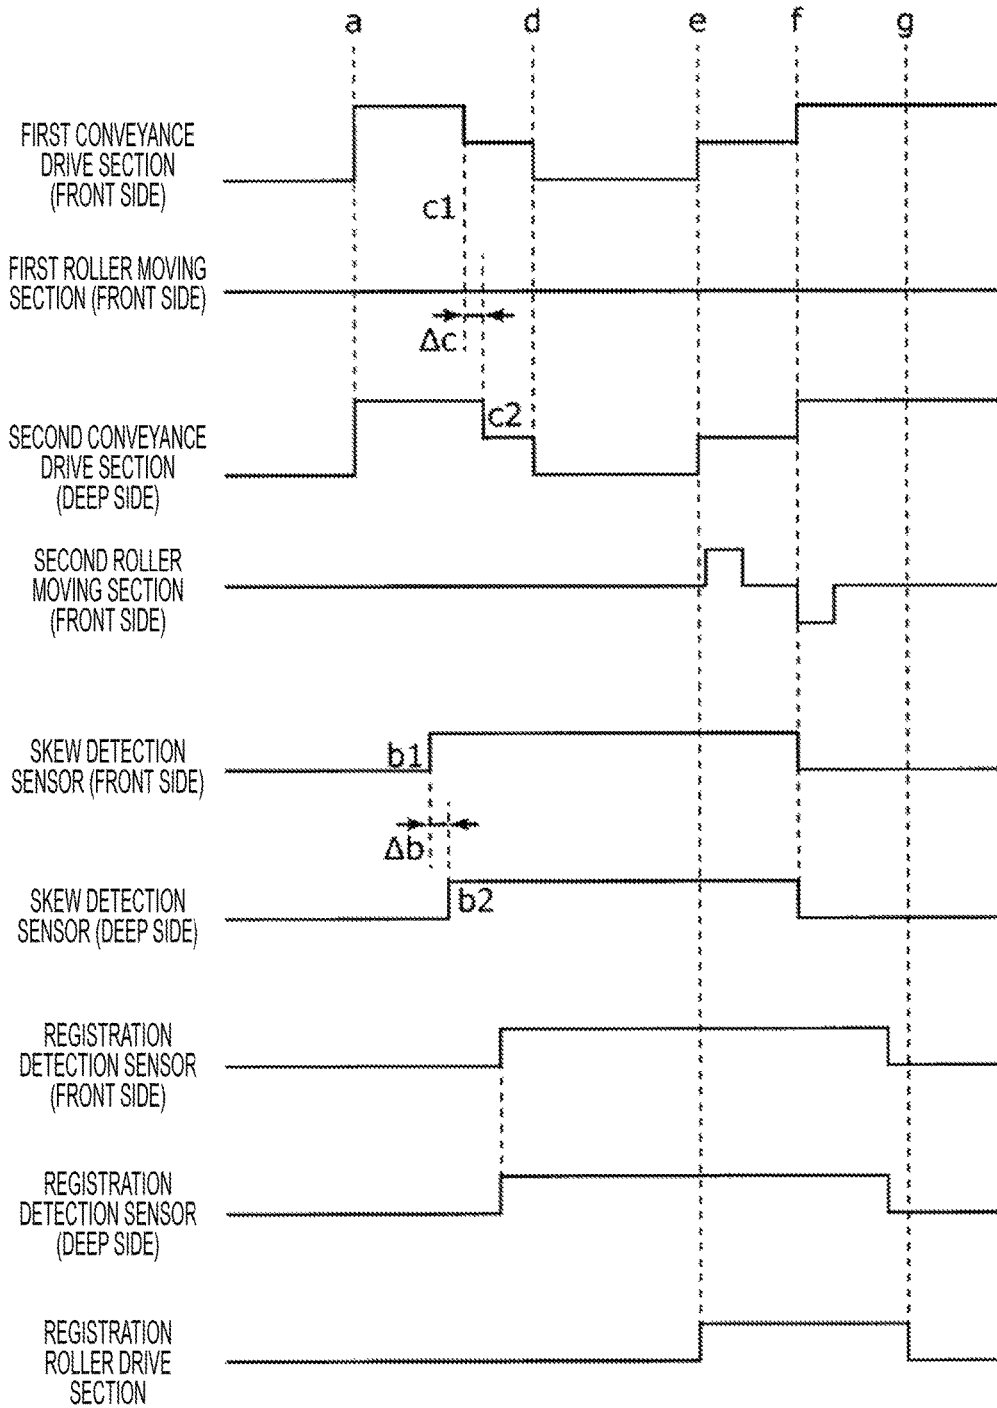 a d e f g
FIRST CONVEYANCE
DRIVE SECTION
(FRONT SIDE)
c1
FIRST ROLLER MOVING
SECTION (FRONT SIDE)
Δc
c2
SECOND CONVEYANCE
DRIVE SECTION
(DEEP SIDE)
SECOND ROLLER
MOVING SECTION
(FRONT SIDE)
SKEW DETECTION
SENSOR (FRONT SIDE)
b1
Δb
SKEW DETECTION
SENSOR (DEEP SIDE)
b2
REGISTRATION
DETECTION SENSOR
(FRONT SIDE)
REGISTRATION
DETECTION SENSOR
(DEEP SIDE)
REGISTRATION
ROLLER DRIVE
SECTION